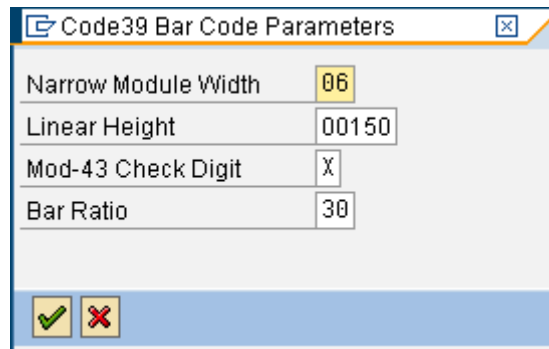 Code39 Bar Code Parameters
Narrow Module Width 06
Linear Height 00150
Mod-43 Check Digit X
Bar Ratio 30